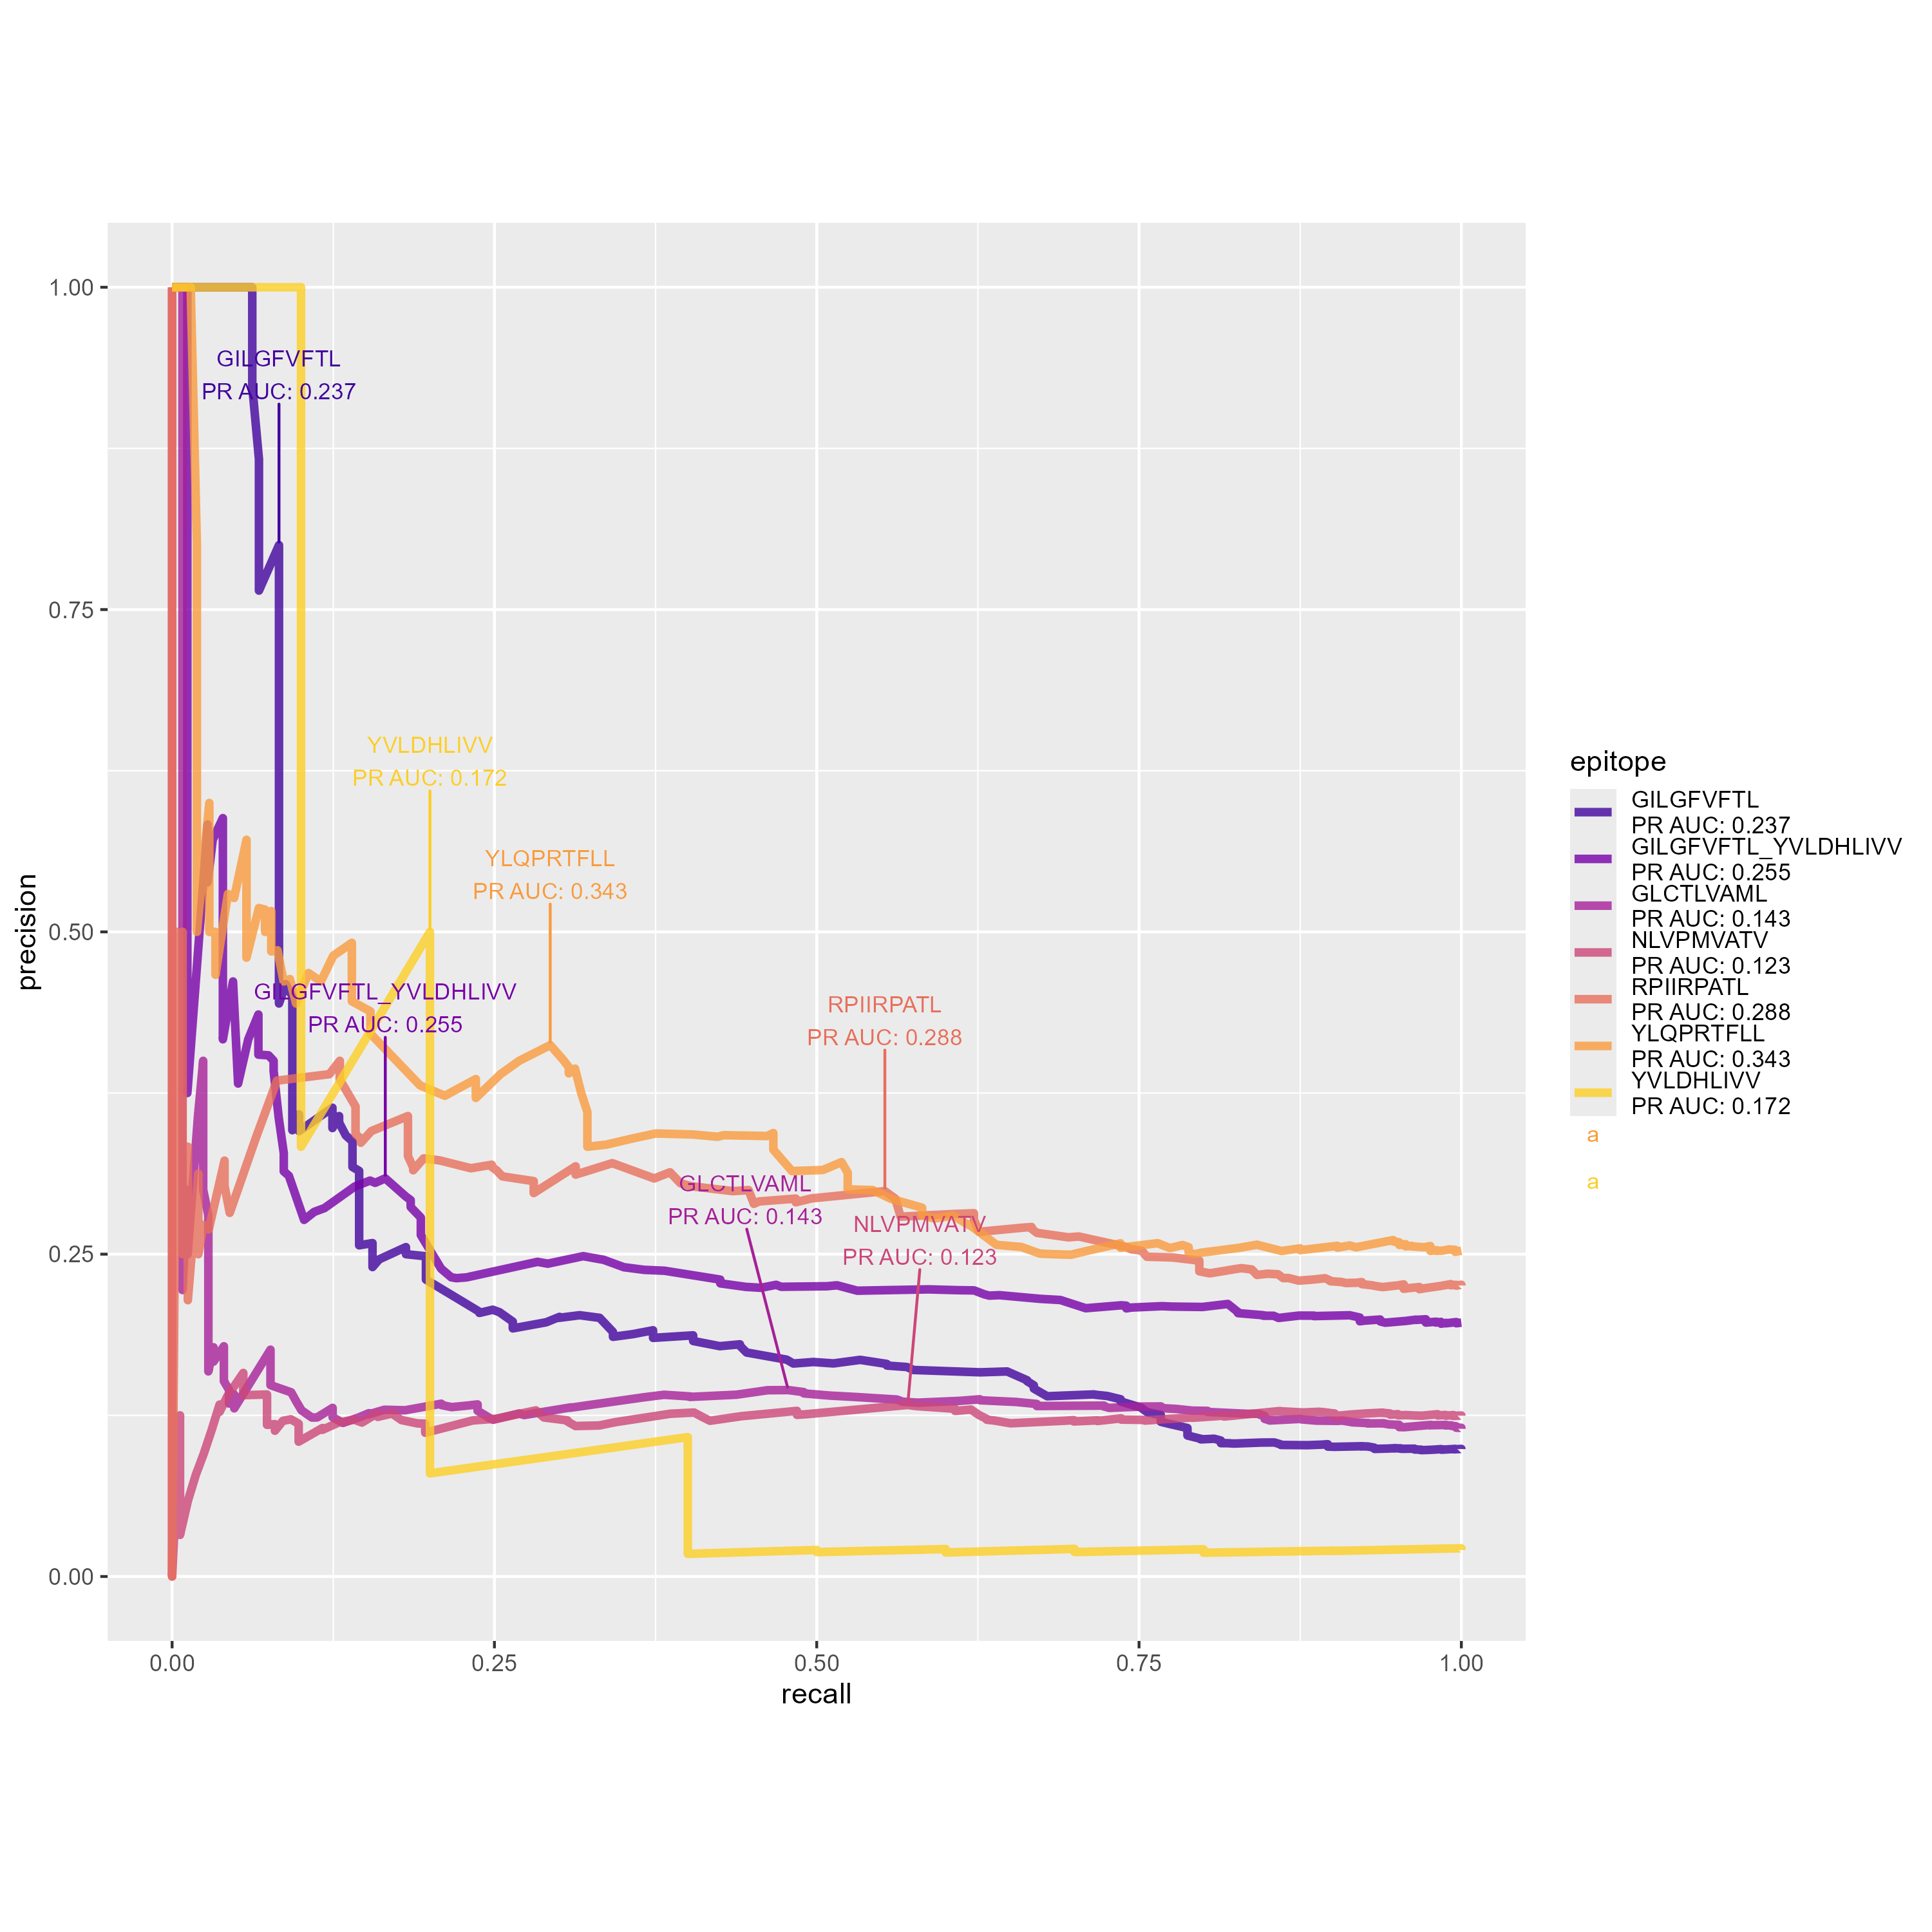 1.00
0.75
0.50
0.25
0.00
precision
GILGFVFTL
PR AUC: 0.237
YVLDHLIVV
PR AUC: 0.172
YLQPRTFLL
PR AUC: 0.343
GILGFVFTL_YVLDHLIVV
PR AUC: 0.255
RPIIRPATL
PR AUC: 0.288
GLCTLVAML
PR AUC: 0.143
NLVPMVATV
PR AUC: 0.123
0.00 0.25 0.50 0.75 1.00
recall
epitope
GILGFVFTL
PR AUC: 0.237
GILGFVFTL_YVLDHLIVV
PR AUC: 0.255
GLCTLVAML
PR AUC: 0.143
NLVPMVATV
PR AUC: 0.123
RPIIRPATL
PR AUC: 0.288
YLQPRTFLL
PR AUC: 0.343
YVLDHLIVV
PR AUC: 0.172
a
a